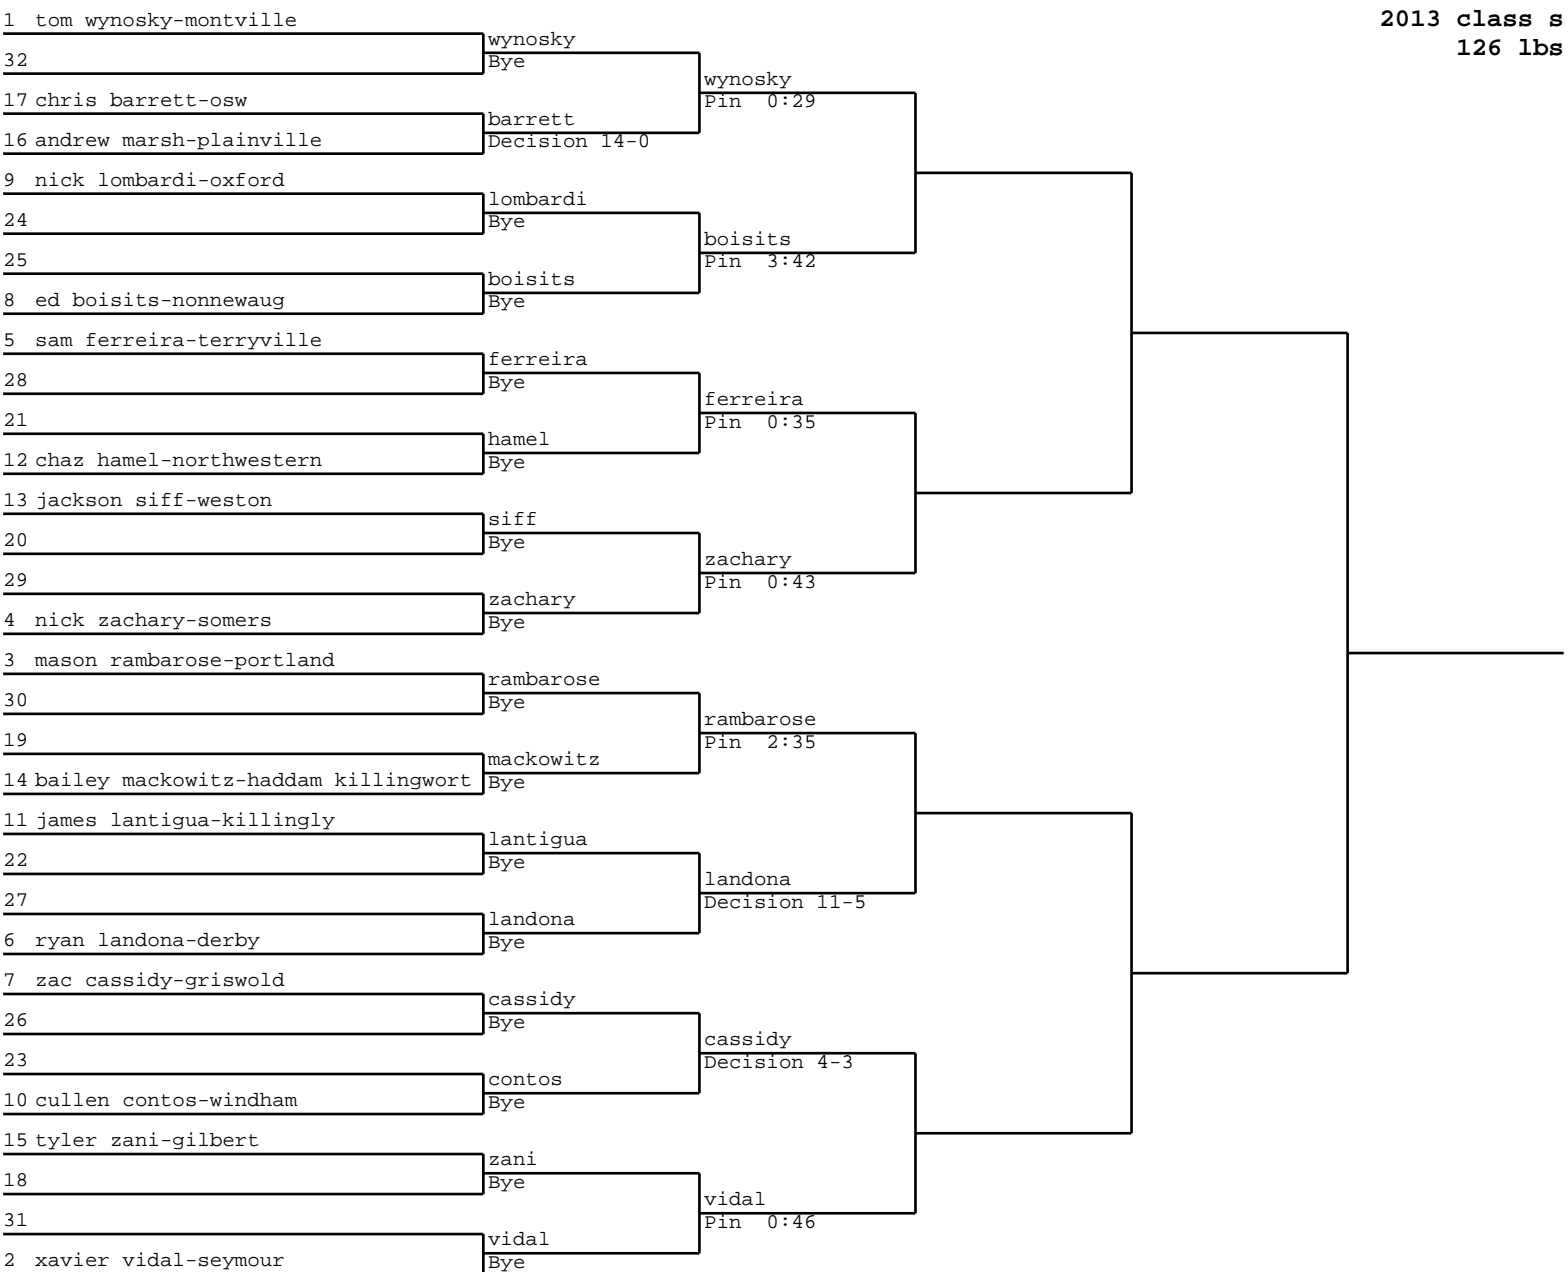 2013 class s
126 lbs
1 tom wynosky-montville
32
17 chris barrett-osw
16 andrew marsh-plainville
9 nick lombardi-oxford
24
25
8 ed boisits-nonnewaug
5 sam ferreira-terryville
28
21
12 chaz hamel-northwestern
13 jackson siff-weston
20
29
4 nick zachary-somers
3 mason rambarose-portland
30
19
14 bailey mackowitz-haddam killingwort
11 james lantigua-killingly
22
27
6 ryan landona-derby
7 zac cassidy-griswold
26
23
10 cullen contos-windham
15 tyler zani-gilbert
18
31
2 xavier vidal-seymour
wynosky
Bye
barrett
Decision 14-0
lombardi
Bye
boisits
Bye
ferreira
Bye
hamel
Bye
siff
Bye
zachary
Bye
rambarose
Bye
mackowitz
Bye
lantigua
Bye
landona
Bye
cassidy
Bye
contos
Bye
zani
Bye
vidal
Bye
wynosky
Pin 0:29
boisits
Pin 3:42
ferreira
Pin 0:35
zachary
Pin 0:43
rambarose
Pin 2:35
landona
Decision 11-5
cassidy
Decision 4-3
vidal
Pin 0:46